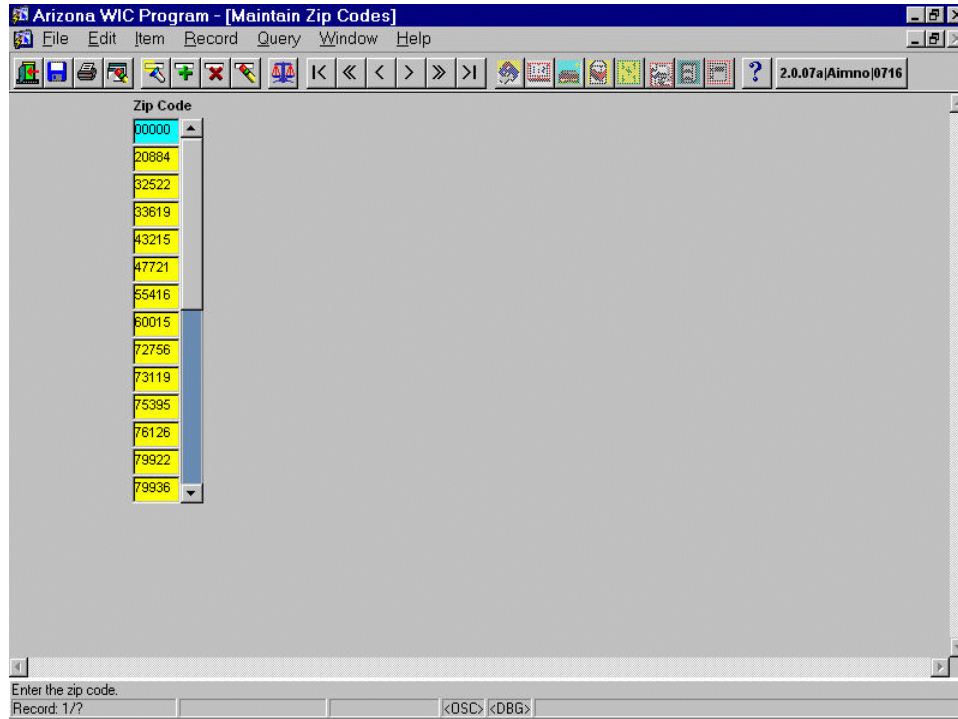 Arizona WIC Program - [Maintain Zip Codes]
File Edit Item Record Query Window Help
? 2.0.07a|Aimno|0716
Zip Code
00000
20884
32522
33619
43215
47721
55416
60015
72756
73119
75395
76126
79922
79936
Enter the zip code.
Record: 1/? <OSC> <DBG>